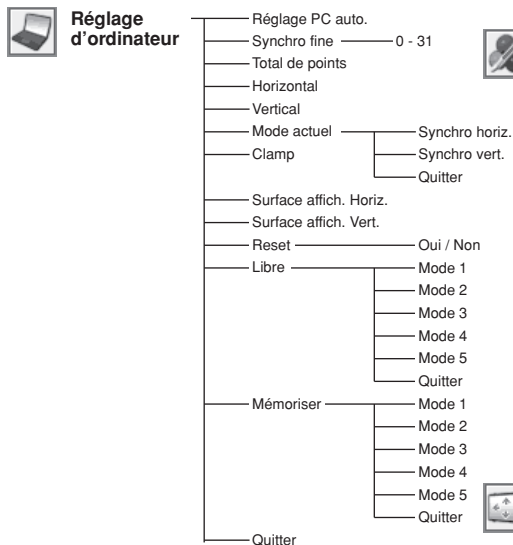 Réglage
d'ordinateur
Réglage PC auto.
Synchro fine 0 - 31
Total de points
Horizontal
Vertical
Mode actuel Synchro horiz.
Clamp Synchro vert.
Quitter
Surface affich. Horiz.
Surface affich. Vert.
Reset Oui / Non
Libre Mode 1
Mode 2
Mode 3
Mode 4
Mode 5
Quitter
Mémoriser Mode 1
Mode 2
Mode 3
Mode 4
Mode 5
Quitter
Quitter